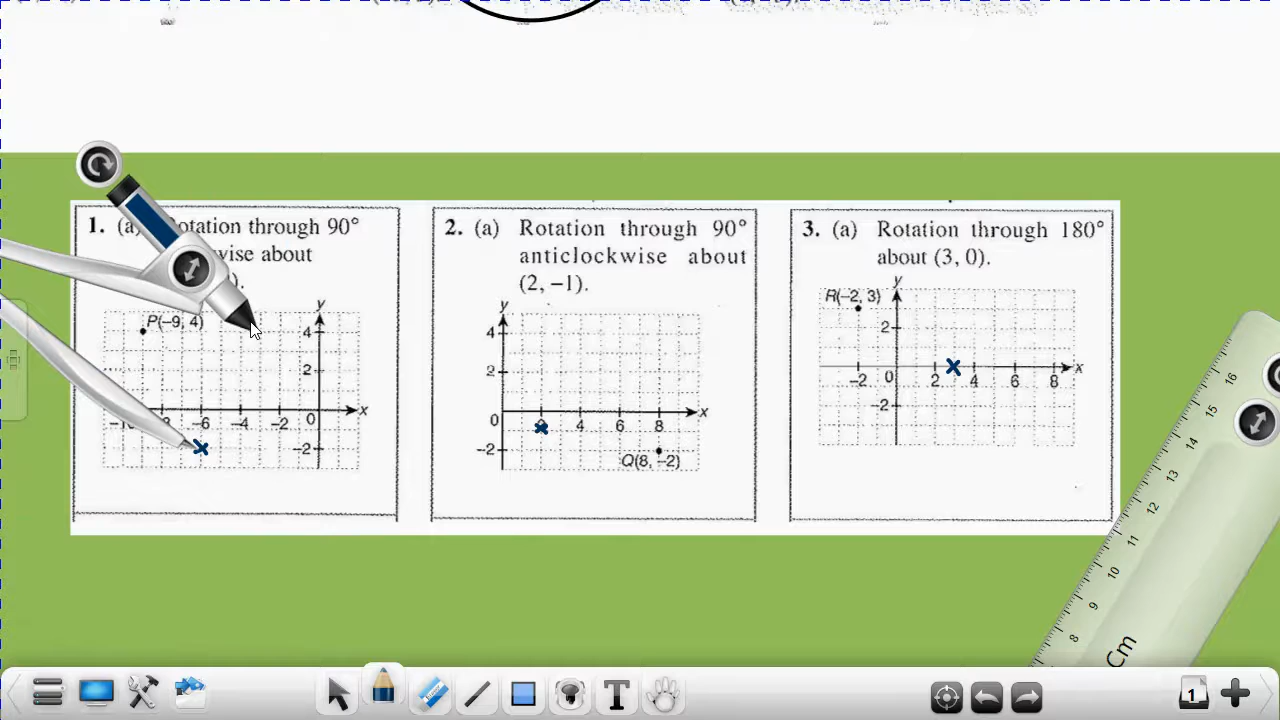 1. (a) otation through 90°
wise about
).
P(−9, 4)
y
4
2
−6 −4 −2 0 x
−2
2. (a) Rotation through 90°
anticlockwise about
(2, −1).
y
4
2
0 4 6 8 x
−2
Q(8, −2)
3. (a) Rotation through 180°
about (3, 0).
R(−2, 3) y
2
−2 0 2 4 6 8 x
−2
16
15
14
13
12
11
10
9
8
Cm
T
1